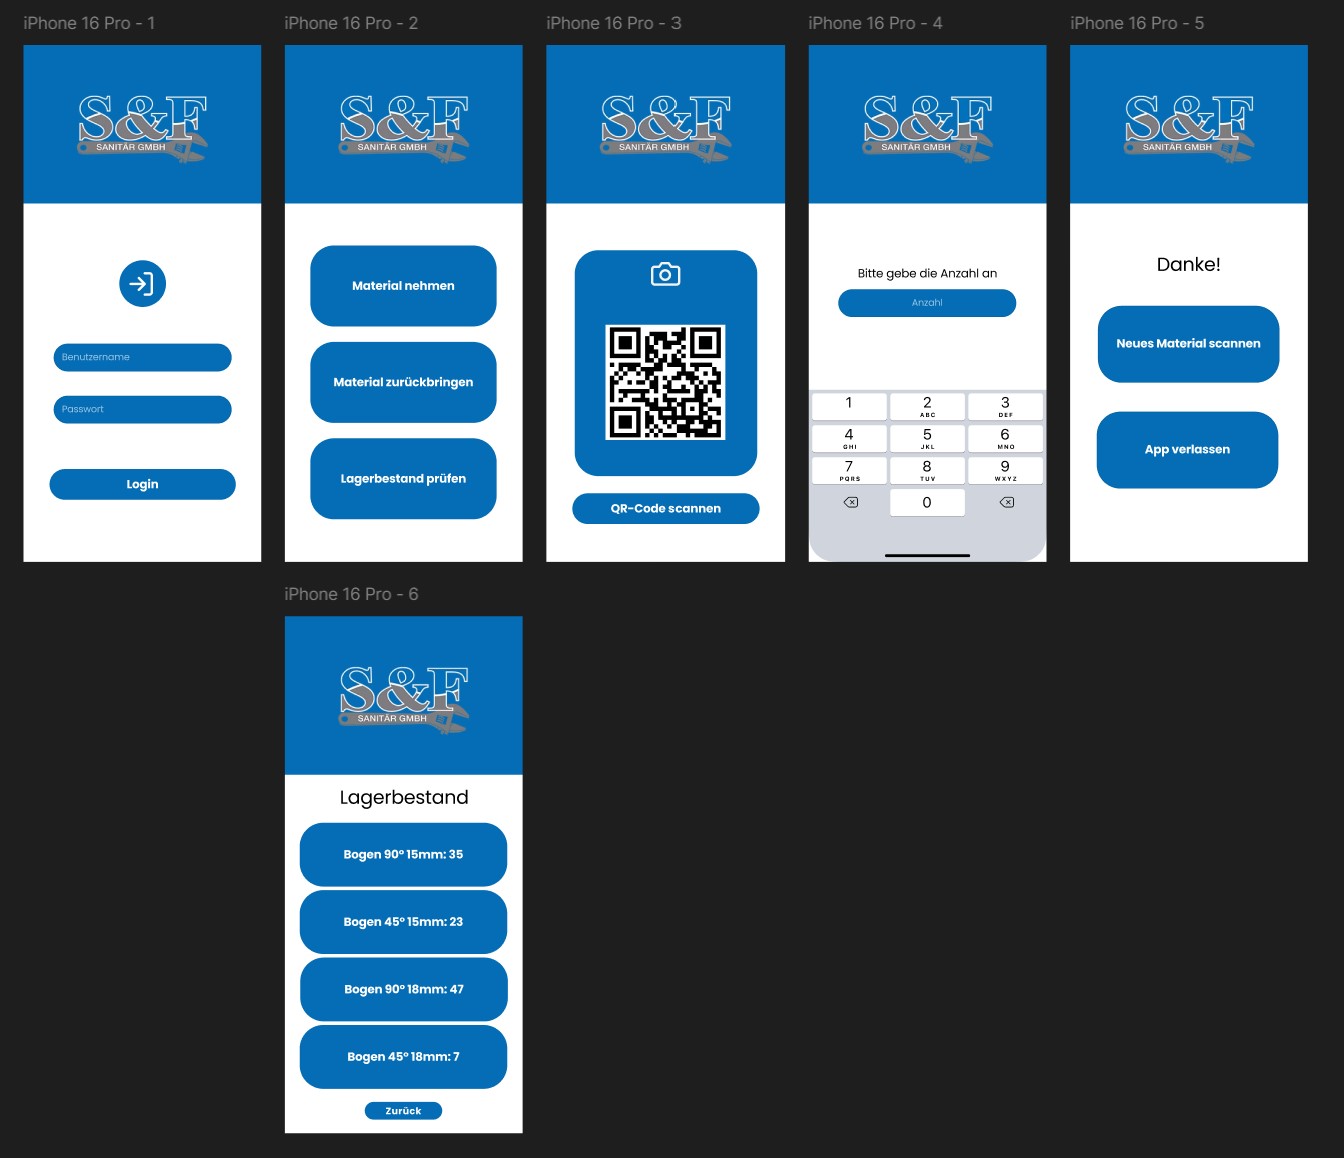 iPhone 16 Pro - 1
S&F
SANITÄR GMBH
Benutzername
Passwort
Login
iPhone 16 Pro - 2
S&F
SANITÄR GMBH
Material nehmen
Material zurückbringen
Lagerbestand prüfen
iPhone 16 Pro - 3
S&F
SANITÄR GMBH
QR-Code scannen
iPhone 16 Pro - 4
S&F
SANITÄR GMBH
Bitte gebe die Anzahl an
Anzahl
1 2 3
ABC DEF
4 5 6
GHI JKL MNO
7 8 9
PQRS TUV WXYZ
0
iPhone 16 Pro - 5
S&F
SANITÄR GMBH
Danke!
Neues Material scannen
App verlassen
iPhone 16 Pro - 6
S&F
SANITÄR GMBH
Lagerbestand
Bogen 90° 15mm: 35
Bogen 45° 15mm: 23
Bogen 90° 18mm: 47
Bogen 45° 18mm: 7
Zurück